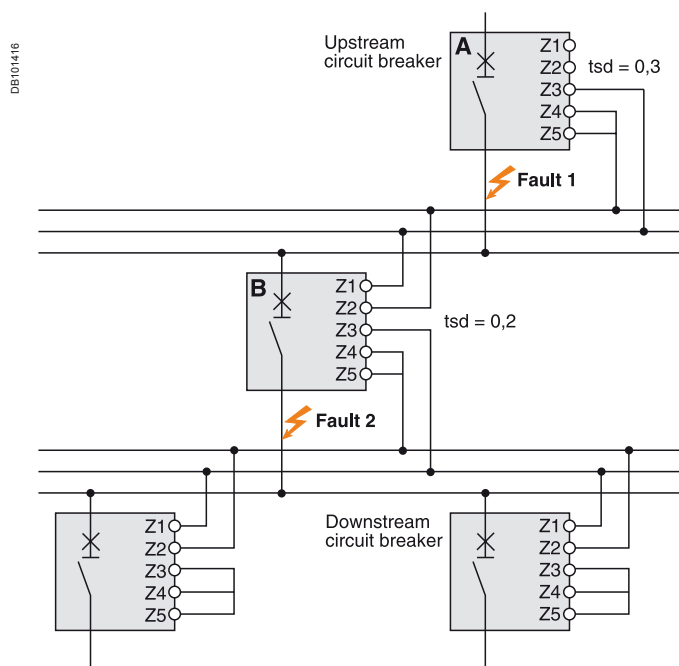 DB101416
Upstream
circuit breaker
A
Z1
Z2
Z3
Z4
Z5
tsd = 0,3
Fault 1
B
Z1
Z2
Z3
Z4
Z5
tsd = 0,2
Fault 2
Z1
Z2
Z3
Z4
Z5
Downstream
circuit breaker
Z1
Z2
Z3
Z4
Z5